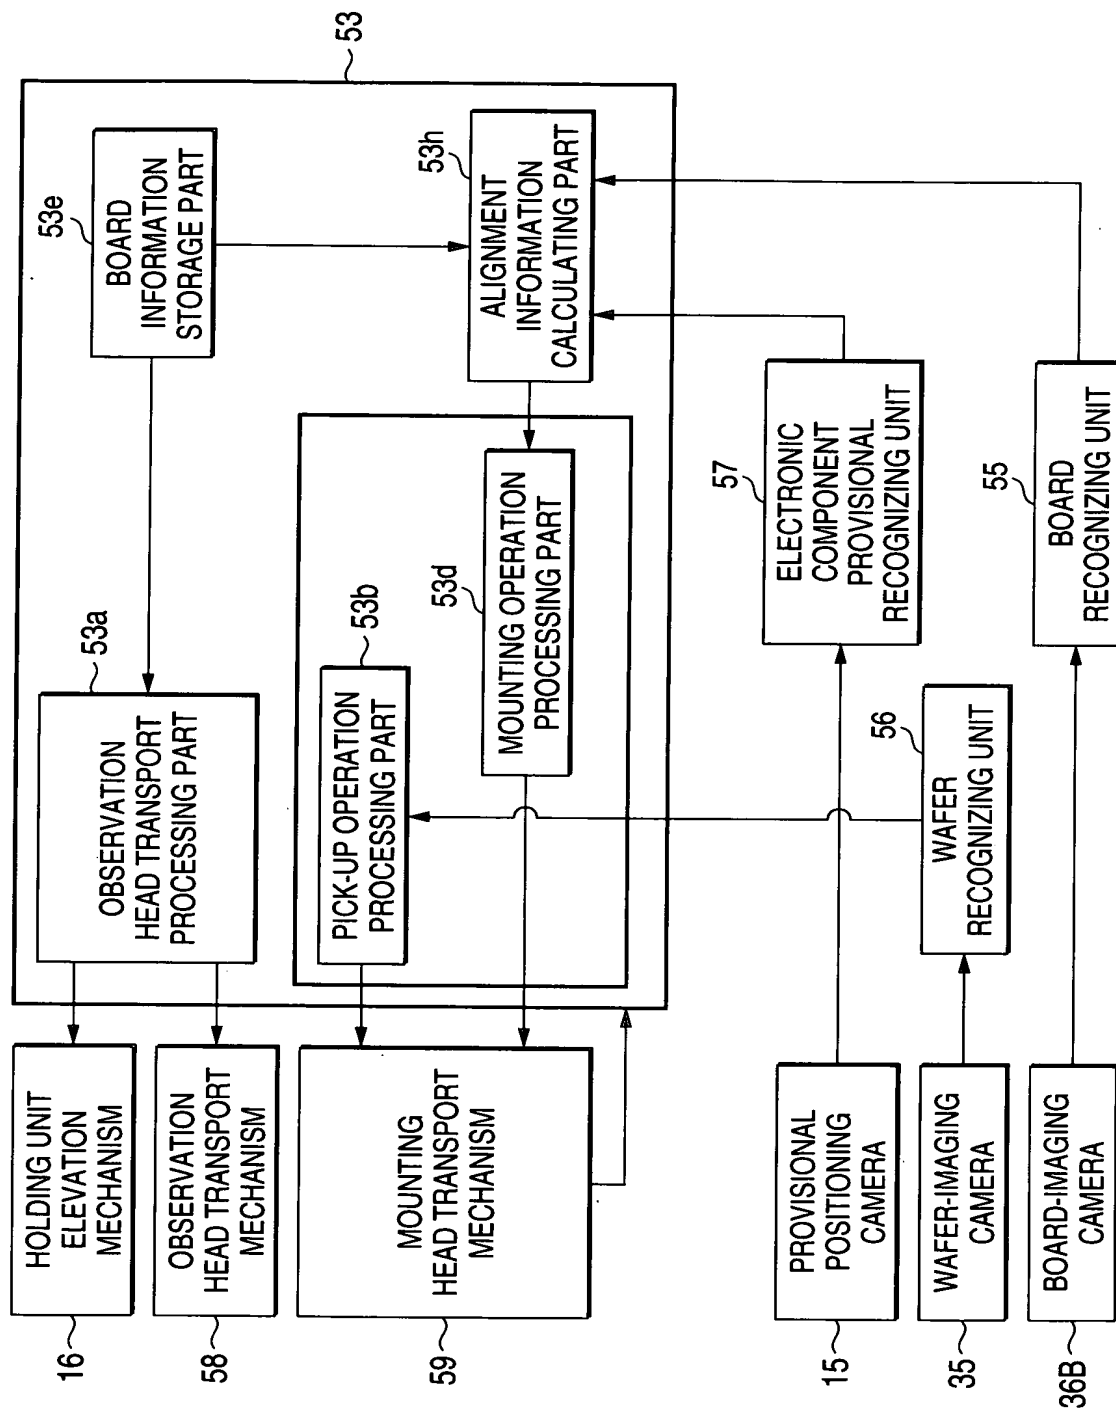 53
53e
BOARD
INFORMATION
STORAGE PART
53h
ALIGNMENT
INFORMATION
CALCULATING PART
53a
OBSERVATION
HEAD TRANSPORT
PROCESSING PART
53b
PICK-UP OPERATION
PROCESSING PART
53d
MOUNTING OPERATION
PROCESSING PART
HOLDING UNIT
ELEVATION
MECHANISM
16
OBSERVATION
HEAD TRANSPORT
MECHANISM
58
MOUNTING
HEAD TRANSPORT
MECHANISM
59
57
ELECTRONIC
COMPONENT
PROVISIONAL
RECOGNIZING UNIT
55
BOARD
RECOGNIZING UNIT
56
WAFER
RECOGNIZING UNIT
PROVISIONAL
POSITIONING
CAMERA
15
WAFER-IMAGING
CAMERA
35
BOARD-IMAGING
CAMERA
36B